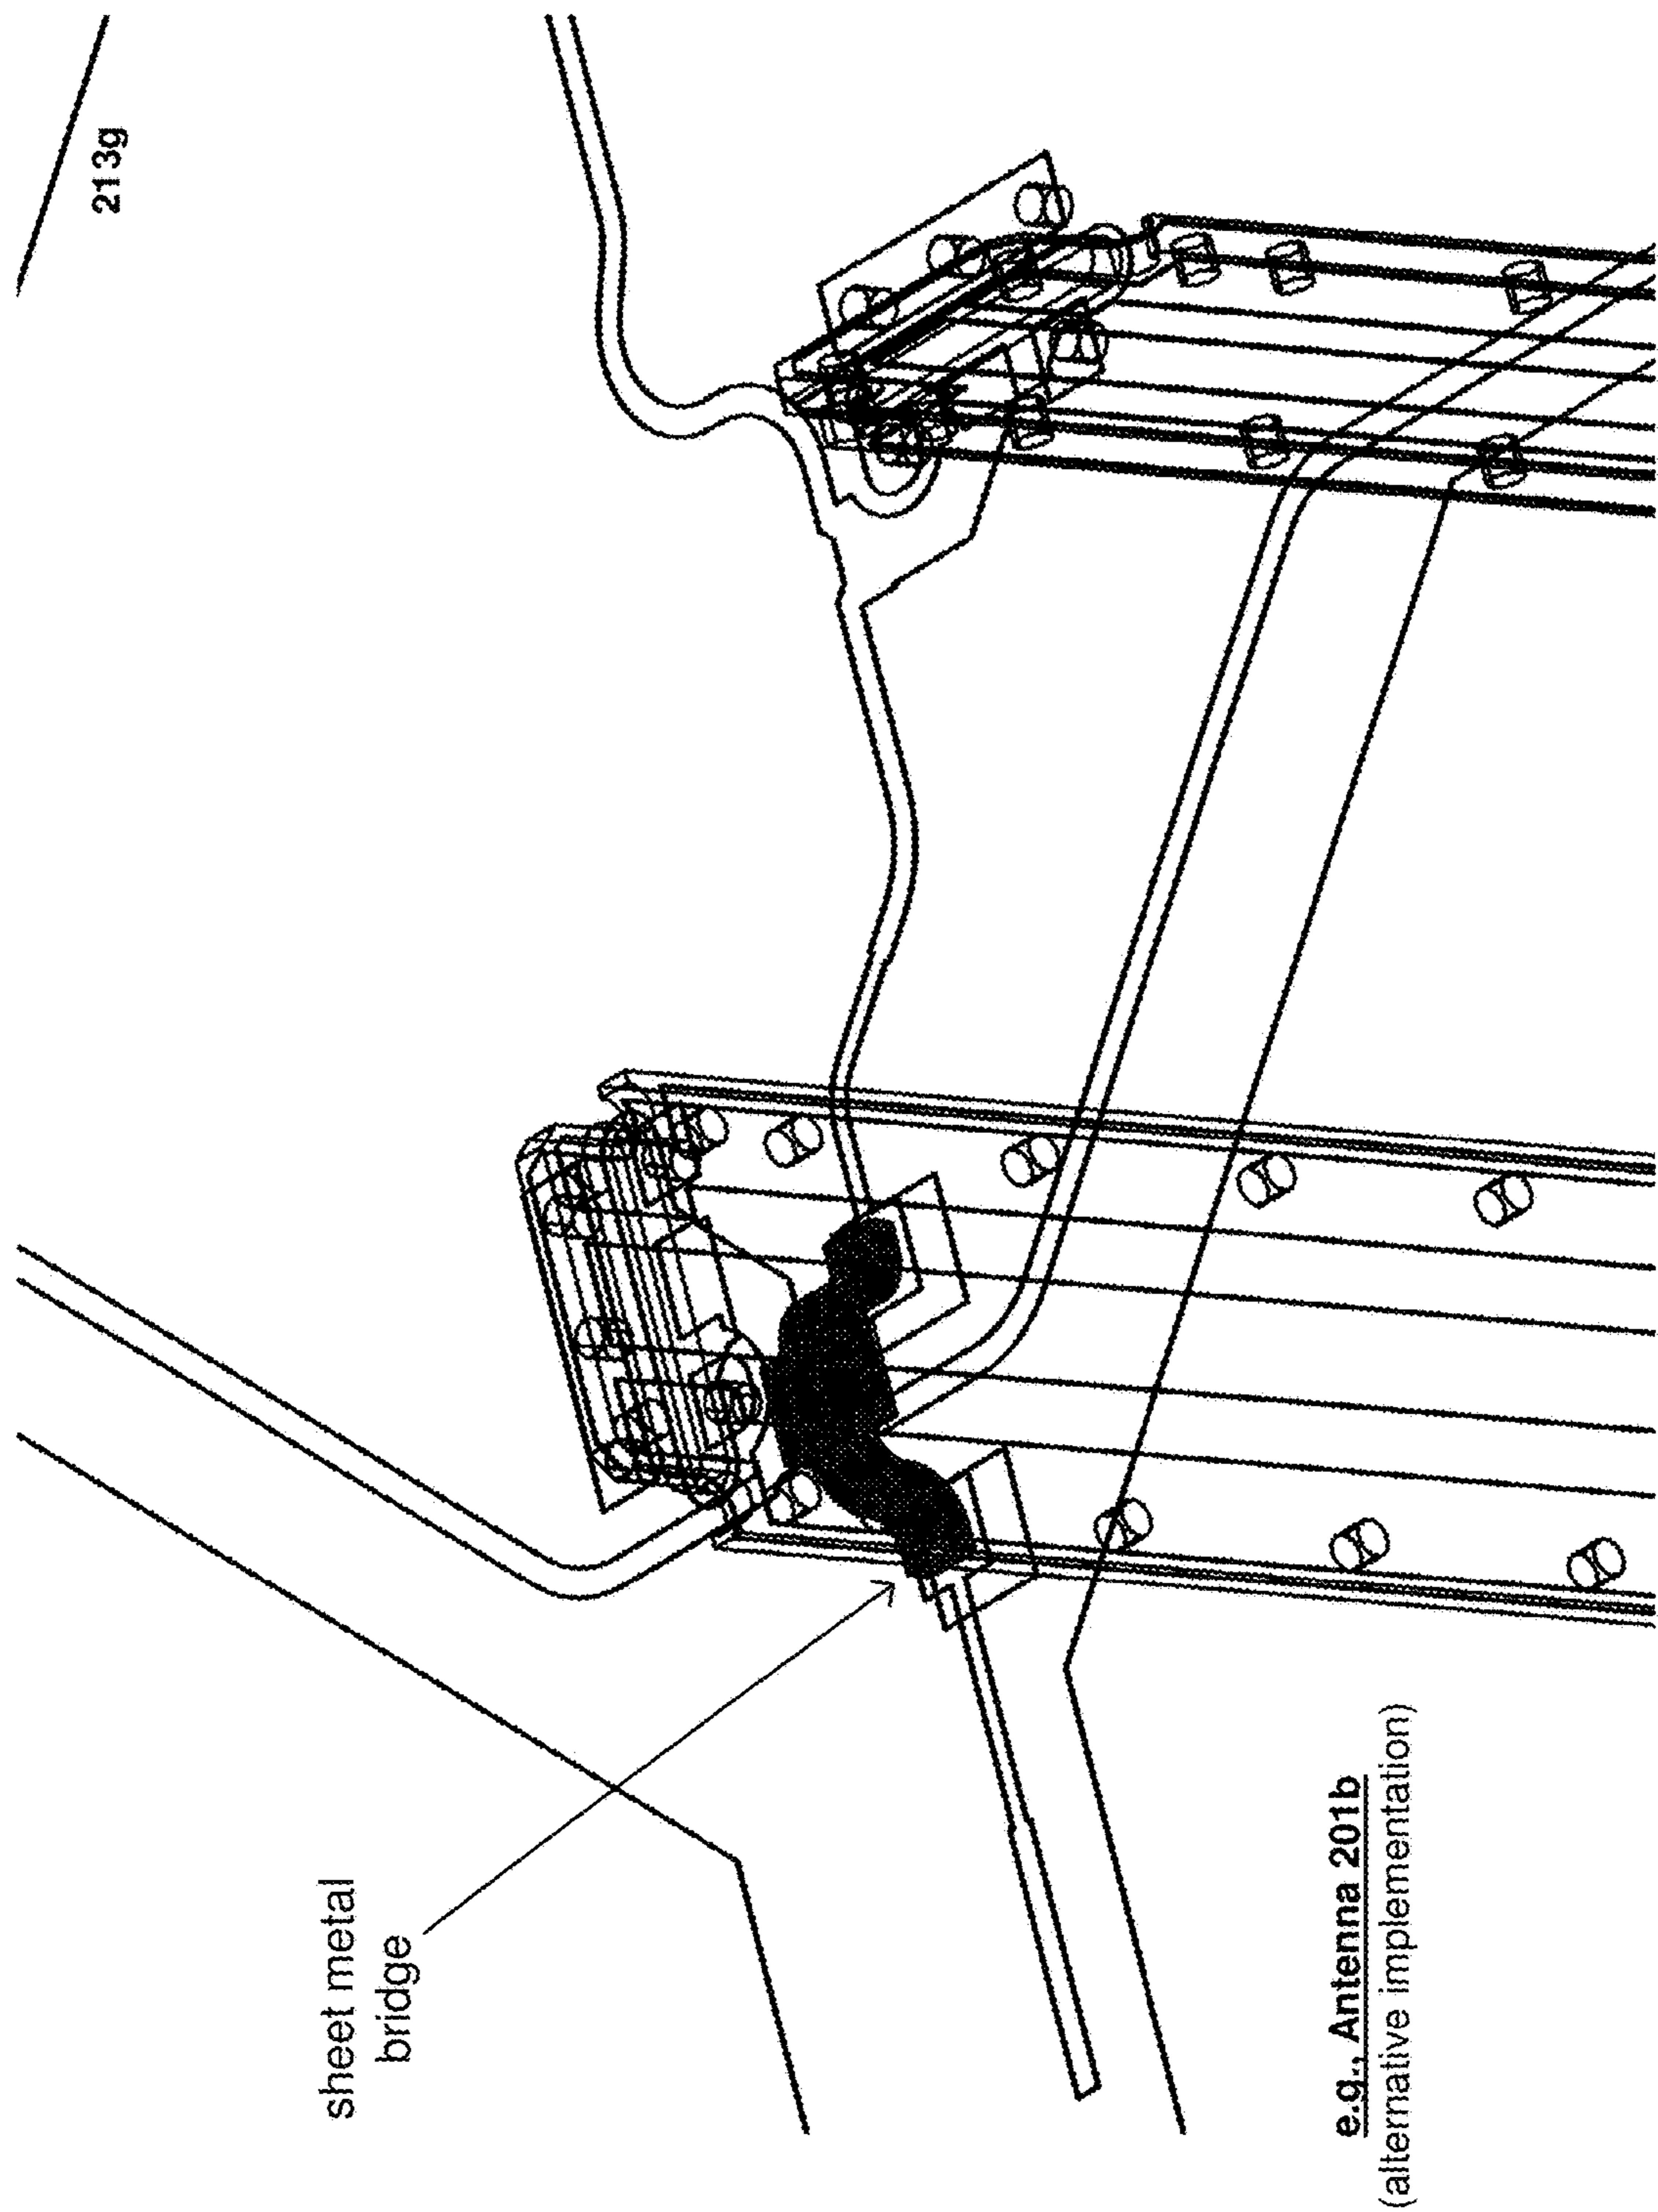 213g
sheet metal
bridge
e.g., Antenna 201b
(alternative implementation)